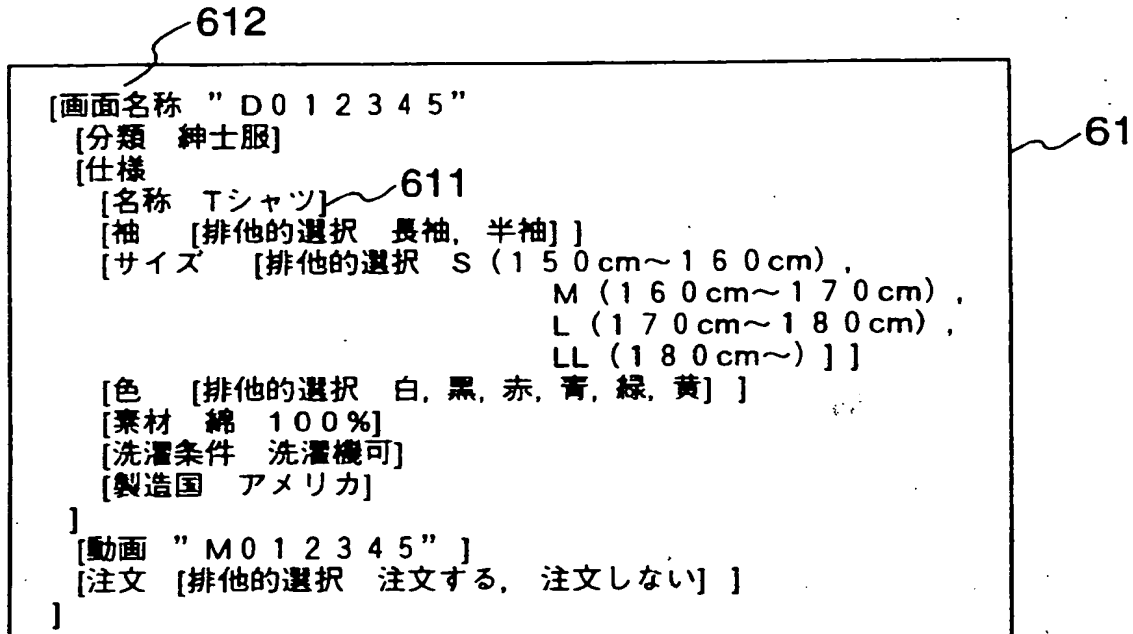 612
[画面名称 ”D012345”
[分類 紳士服]
61
[仕様
[名称 Tシャツ] 611
[袖 [排他的選択 長袖, 半袖] ]
[サイズ [排他的選択 S (150cm〜160cm) ,
M (160cm〜170cm) ,
L (170cm〜180cm) ,
LL (180cm〜) ] ]
[色 [排他的選択 白, 黒, 赤, 青, 緑, 黄] ]
[素材 綿 100%]
[洗濯条件 洗濯機可]
[製造国 アメリカ]
]
[動画 ”M012345” ]
[注文 [排他的選択 注文する, 注文しない] ]
]